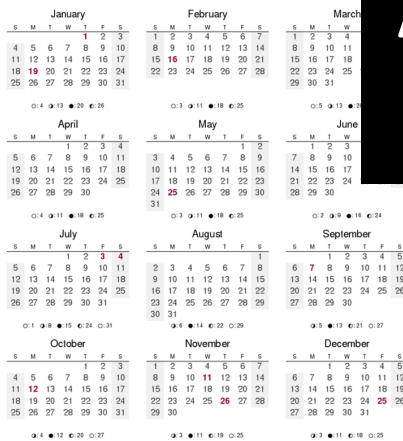 January
S M T W T F S
1 2 3
4 5 6 7 8 9 10
11 12 13 14 15 16 17
18 19 20 21 22 23 24
25 26 27 28 29 30 31
○:4 ◑:13 ●:20 ◐:26
February
S M T W T F S
1 2 3 4 5 6 7
8 9 10 11 12 13 14
15 16 17 18 19 20 21
22 23 24 25 26 27 28
○:3 ◑:11 ●:18 ◐:25
March
S M T W
1 2 3 4
8 9 10 11
15 16 17 18
22 23 24 25
29 30 31
○:5 ◑:13
April
S M T W T F S
1 2 3 4
5 6 7 8 9 10 11
12 13 14 15 16 17 18
19 20 21 22 23 24 25
26 27 28 29 30
○:4 ◑:11 ●:18 ◐:25
May
S M T W T F S
1 2
3 4 5 6 7 8 9
10 11 12 13 14 15 16
17 18 19 20 21 22 23
24 25 26 27 28 29 30
31
○:3 ◑:11 ●:18 ◐:25
June
S M T W
1 2 3
7 8 9 10
14 15 16 17
21 22 23 24
28 29 30
○:2 ◑:9 ●:16 ◐:24
July
S M T W T F S
1 2 3 4
5 6 7 8 9 10 11
12 13 14 15 16 17 18
19 20 21 22 23 24 25
26 27 28 29 30 31
○:1 ◑:8 ●:15 ◐:24 ○:31
August
S M T W T F S
1
2 3 4 5 6 7 8
9 10 11 12 13 14 15
16 17 18 19 20 21 22
23 24 25 26 27 28 29
30 31
◑:6 ●:14 ◐:22 ○:29
September
S M T W T F S
1 2 3 4 5
6 7 8 9 10 11 12
13 14 15 16 17 18 19
20 21 22 23 24 25 26
27 28 29 30
◑:5 ●:13 ◐:21 ○:27
October
S M T W T F S
1 2 3
4 5 6 7 8 9 10
11 12 13 14 15 16 17
18 19 20 21 22 23 24
25 26 27 28 29 30 31
◑:4 ●:12 ◐:20 ○:27
November
S M T W T F S
1 2 3 4 5 6 7
8 9 10 11 12 13 14
15 16 17 18 19 20 21
22 23 24 25 26 27 28
29 30
◑:3 ●:11 ◐:19 ○:25
December
S M T W T F S
1 2 3 4 5
6 7 8 9 10 11 12
13 14 15 16 17 18 19
20 21 22 23 24 25 26
27 28 29 30 31
◑:3 ●:11 ◐:18 ○:25